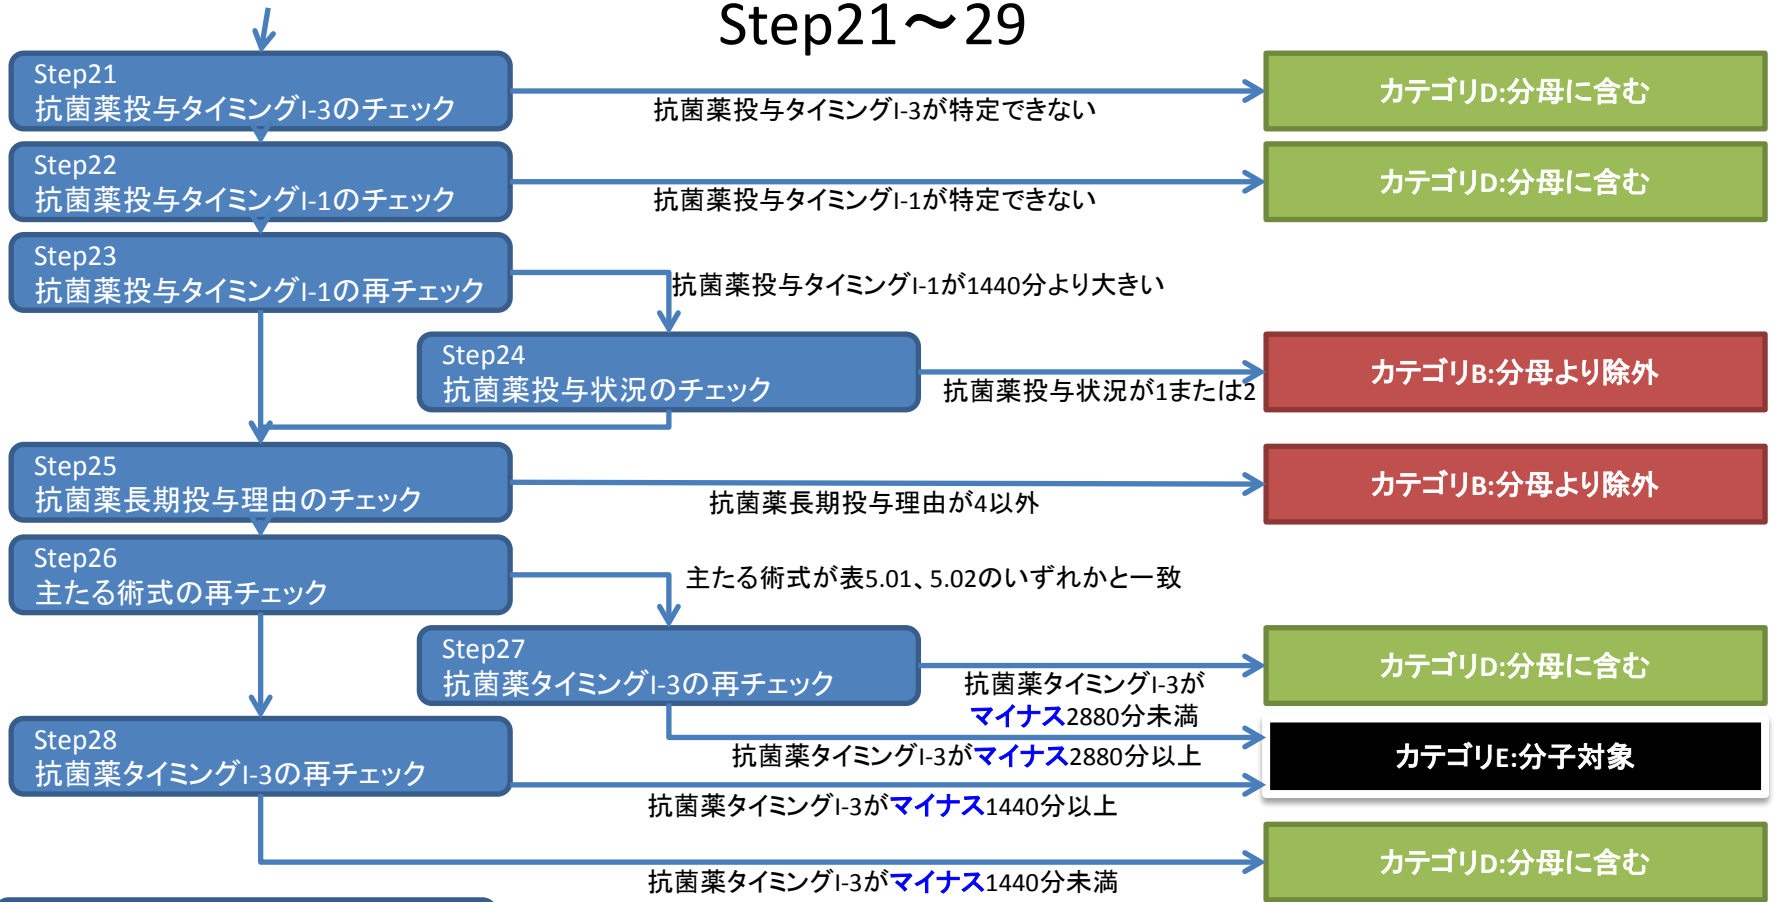 Step21～29
Step21
抗菌薬投与タイミングI-3のチェック
抗菌薬投与タイミングI-3が特定できない
カテゴリD:分母に含む
Step22
抗菌薬投与タイミングI-1のチェック
抗菌薬投与タイミングI-1が特定できない
カテゴリD:分母に含む
Step23
抗菌薬投与タイミングI-1の再チェック
抗菌薬投与タイミングI-1が1440分より大きい
Step24
抗菌薬投与状況のチェック
抗菌薬投与状況が1または2
カテゴリB:分母より除外
Step25
抗菌薬長期投与理由のチェック
抗菌薬長期投与理由が4以外
カテゴリB:分母より除外
Step26
主たる術式の再チェック
主たる術式が表5.01、5.02のいずれかと一致
Step27
抗菌薬タイミングI-3の再チェック
抗菌薬タイミングI-3が
マイナス2880分未満
カテゴリD:分母に含む
抗菌薬タイミングI-3がマイナス2880分以上
カテゴリE:分子対象
Step28
抗菌薬タイミングI-3の再チェック
抗菌薬タイミングI-3がマイナス1440分以上
抗菌薬タイミングI-3がマイナス1440分未満
カテゴリD:分母に含む